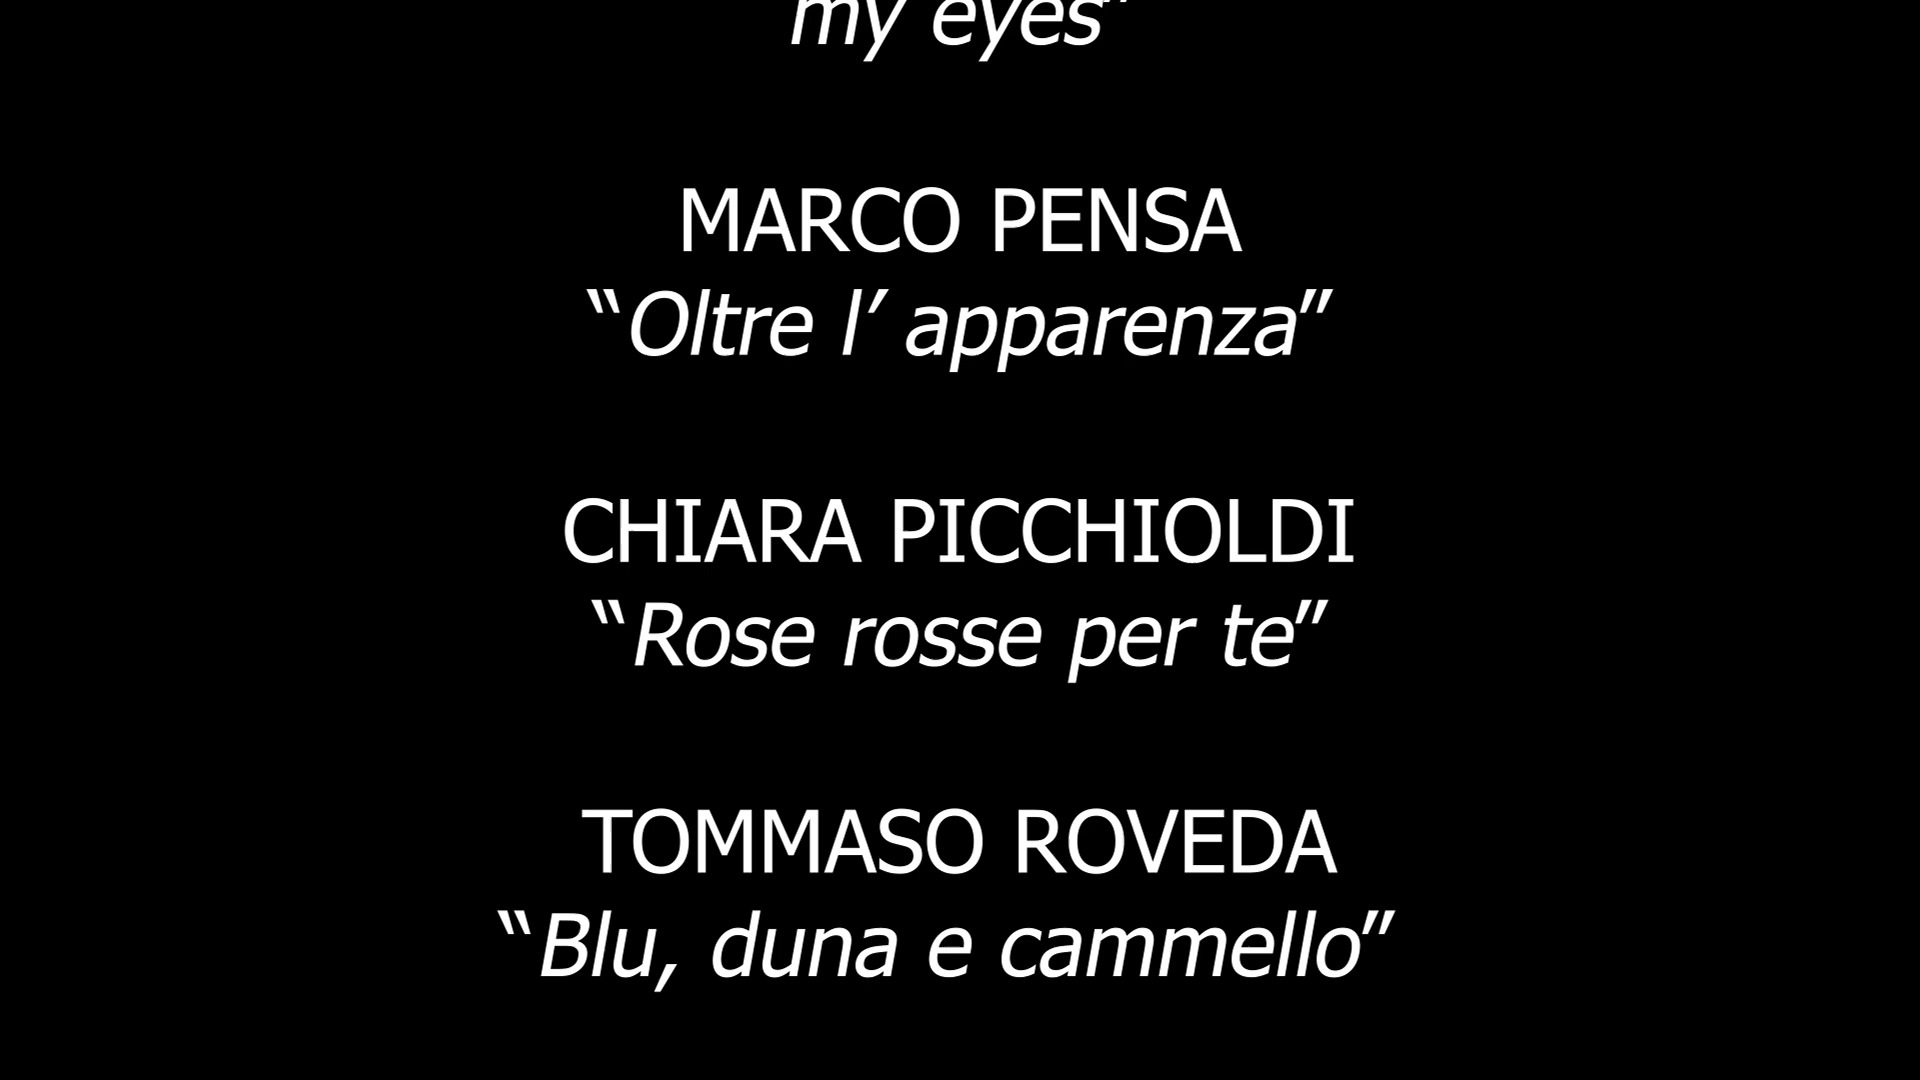 my eyes”
MARCO PENSA
“Oltre l’ apparenza”
CHIARA PICCHIOLDI
“Rose rosse per te”
TOMMASO ROVEDA
“Blu, duna e cammello”